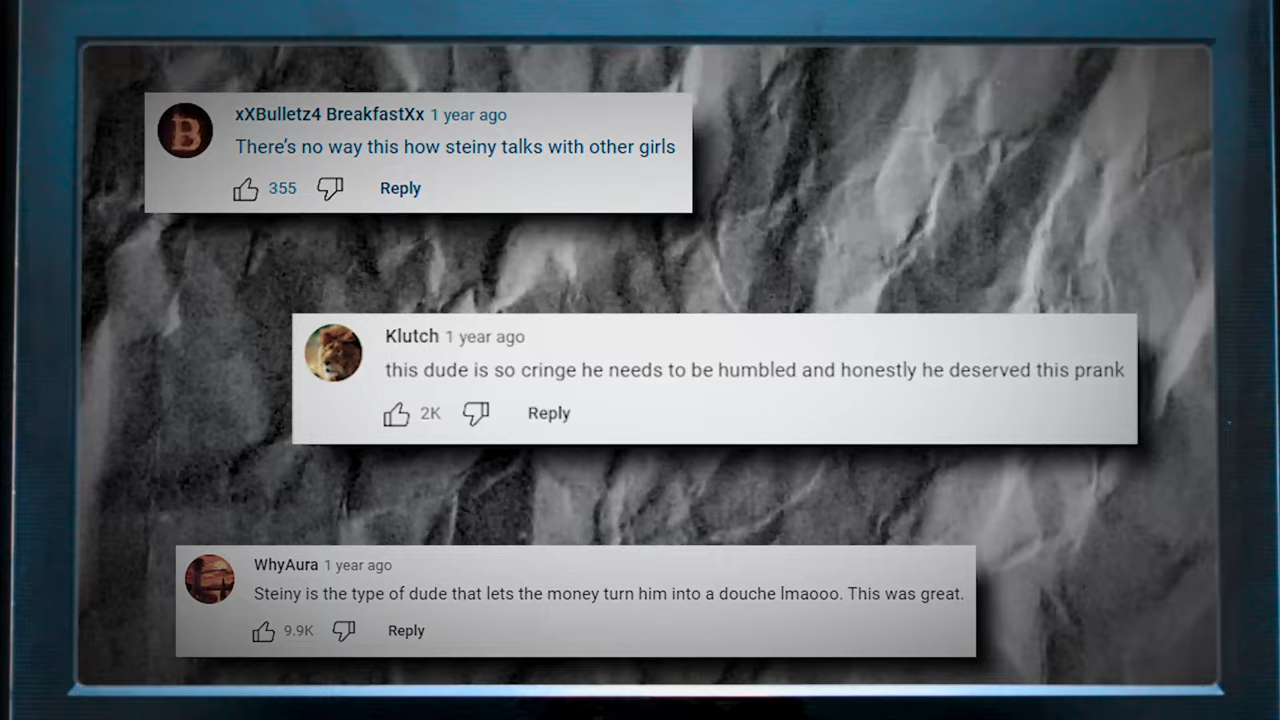 xXBulletz4 BreakfastXx 1 year ago
There's no way this how steiny talks with other girls
355 Reply
Klutch 1 year ago
this dude is so cringe he needs to be humbled and honestly he deserved this prank
2K Reply
WhyAura 1 year ago
Steiny is the type of dude that lets the money turn him into a douche lmaooo. This was great.
9.9K Reply